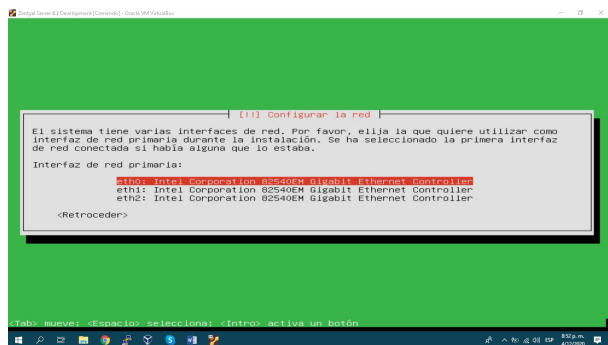 Zentyal Server 6.2 Development [Corriendo] - Oracle VM VirtualBox
[!!] Configurar la red
El sistema tiene varias interfaces de red. Por favor, elija la que quiere utilizar como
interfaz de red primaria durante la instalación. Se ha seleccionado la primera interfaz
de red conectada si había alguna que lo estaba.
Interfaz de red primaria:
eth0: Intel Corporation 82540EM Gigabit Ethernet Controller
eth1: Intel Corporation 82540EM Gigabit Ethernet Controller
eth2: Intel Corporation 82540EM Gigabit Ethernet Controller
<Retroceder>
<Tab> mueve; <Espacio> selecciona; <Intro> activa un botón
ESP
8:52 p. m.
4/12/2020